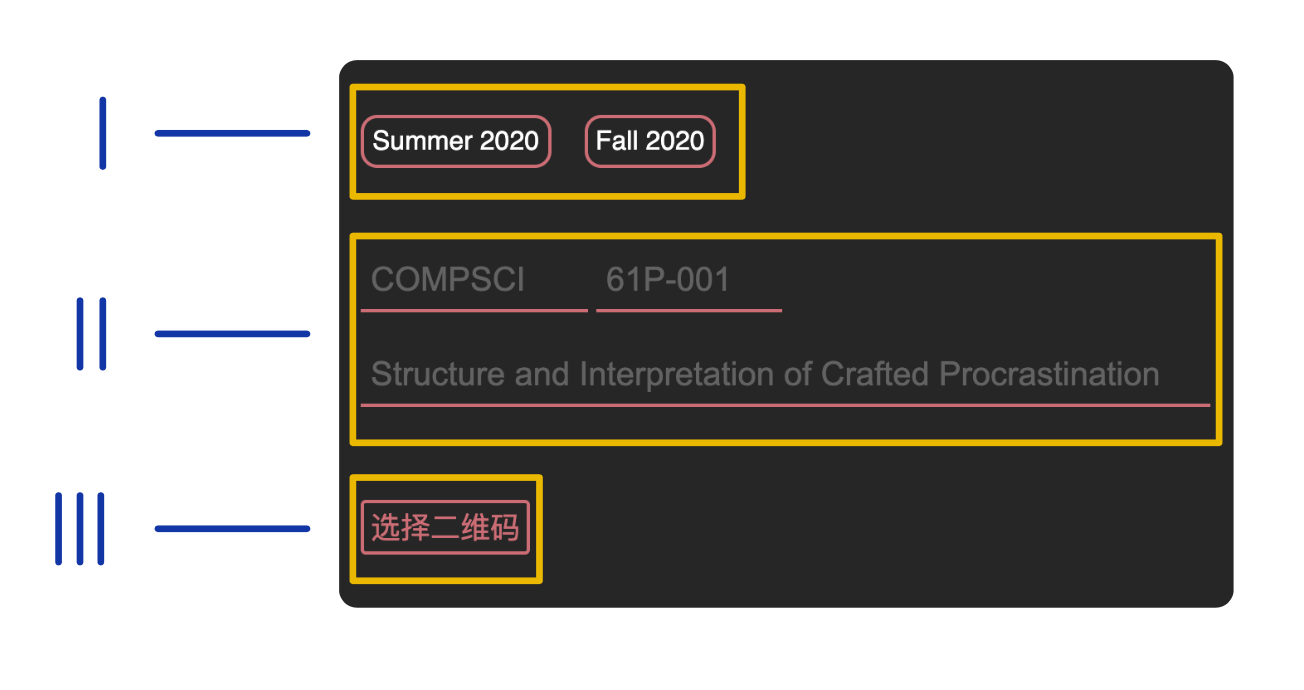 I
Summer 2020 Fall 2020
II
COMPSCI 61P-001
Structure and Interpretation of Crafted Procrastination
III
选择二维码